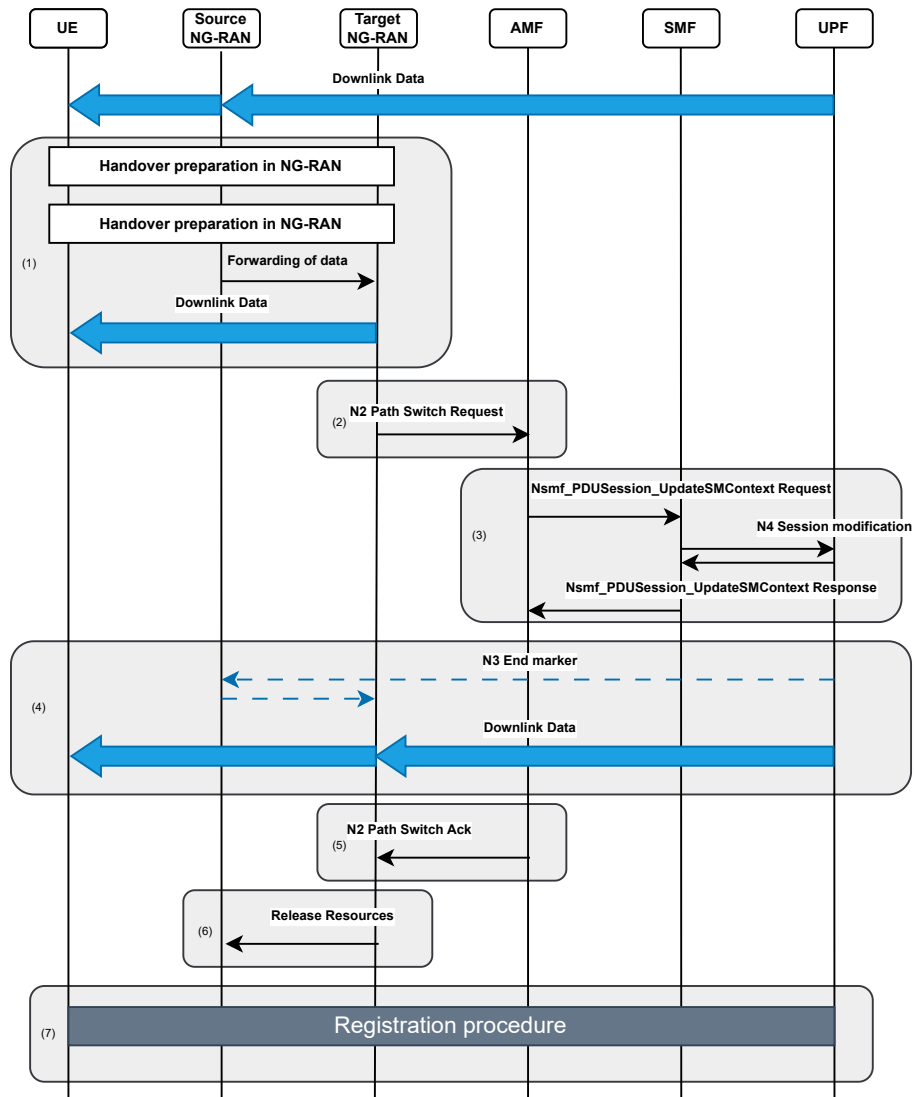 UE
Source
NG-RAN
Target
NG-RAN
AMF
SMF
UPF
Downlink Data
Handover preparation in NG-RAN
Handover preparation in NG-RAN
(1)
Forwarding of data
Downlink Data
N2 Path Switch Request
(2)
Nsmf_PDUSession_UpdateSMContext Request
N4 Session modification
(3)
Nsmf_PDUSession_UpdateSMContext Response
N3 End marker
(4)
Downlink Data
N2 Path Switch Ack
(5)
Release Resources
(6)
Registration procedure
(7)